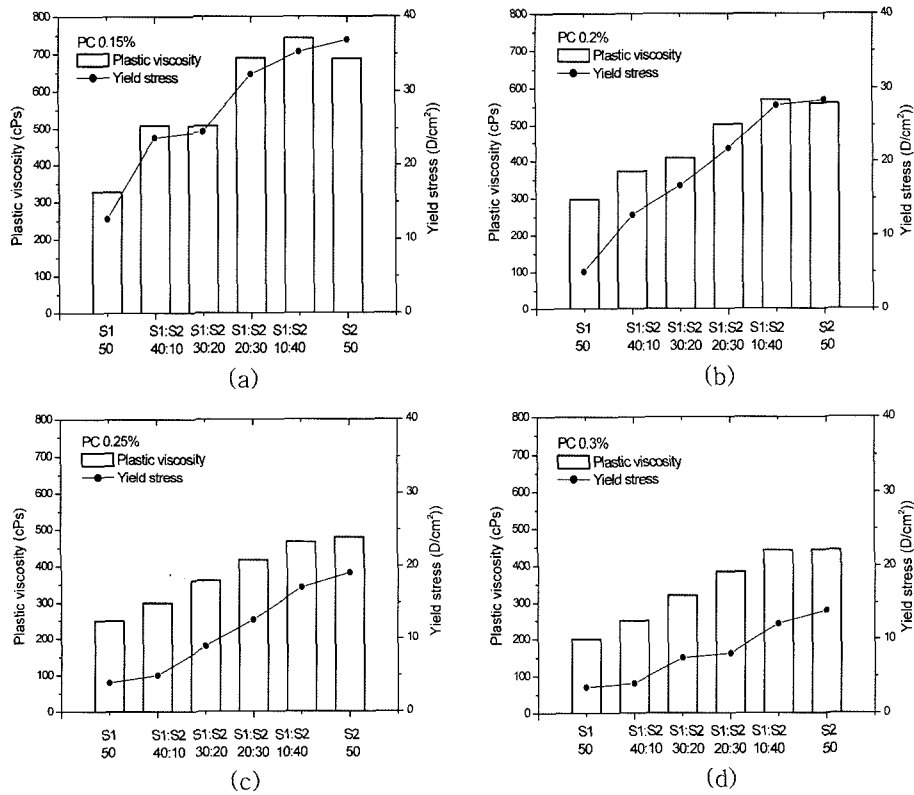 PC 0.15%
Plastic viscosity
Yield stress
Plastic viscosity (cPs)
800
700
600
500
400
300
200
100
0
Yield stress (D/cm²))
40
30
20
10
0
S1 S1:S2 S1:S2 S1:S2 S1:S2 S2
50 40:10 30:20 20:30 10:40 50
(a)
PC 0.2%
Plastic viscosity
Yield stress
Plastic viscosity (cPs)
800
700
600
500
400
300
200
100
0
Yield stress (D/cm²))
40
30
20
10
0
S1 S1:S2 S1:S2 S1:S2 S1:S2 S2
50 40:10 30:20 20:30 10:40 50
(b)
PC 0.25%
Plastic viscosity
Yield stress
Plastic viscosity (cPs)
800
700
600
500
400
300
200
100
0
Yield stress (D/cm²))
40
30
20
10
0
S1 S1:S2 S1:S2 S1:S2 S1:S2 S2
50 40:10 30:20 20:30 10:40 50
(c)
PC 0.3%
Plastic viscosity
Yield stress
Plastic viscosity (cPs)
800
700
600
500
400
300
200
100
0
Yield stress (D/cm²))
40
30
20
10
0
S1 S1:S2 S1:S2 S1:S2 S1:S2 S2
50 40:10 30:20 20:30 10:40 50
(d)